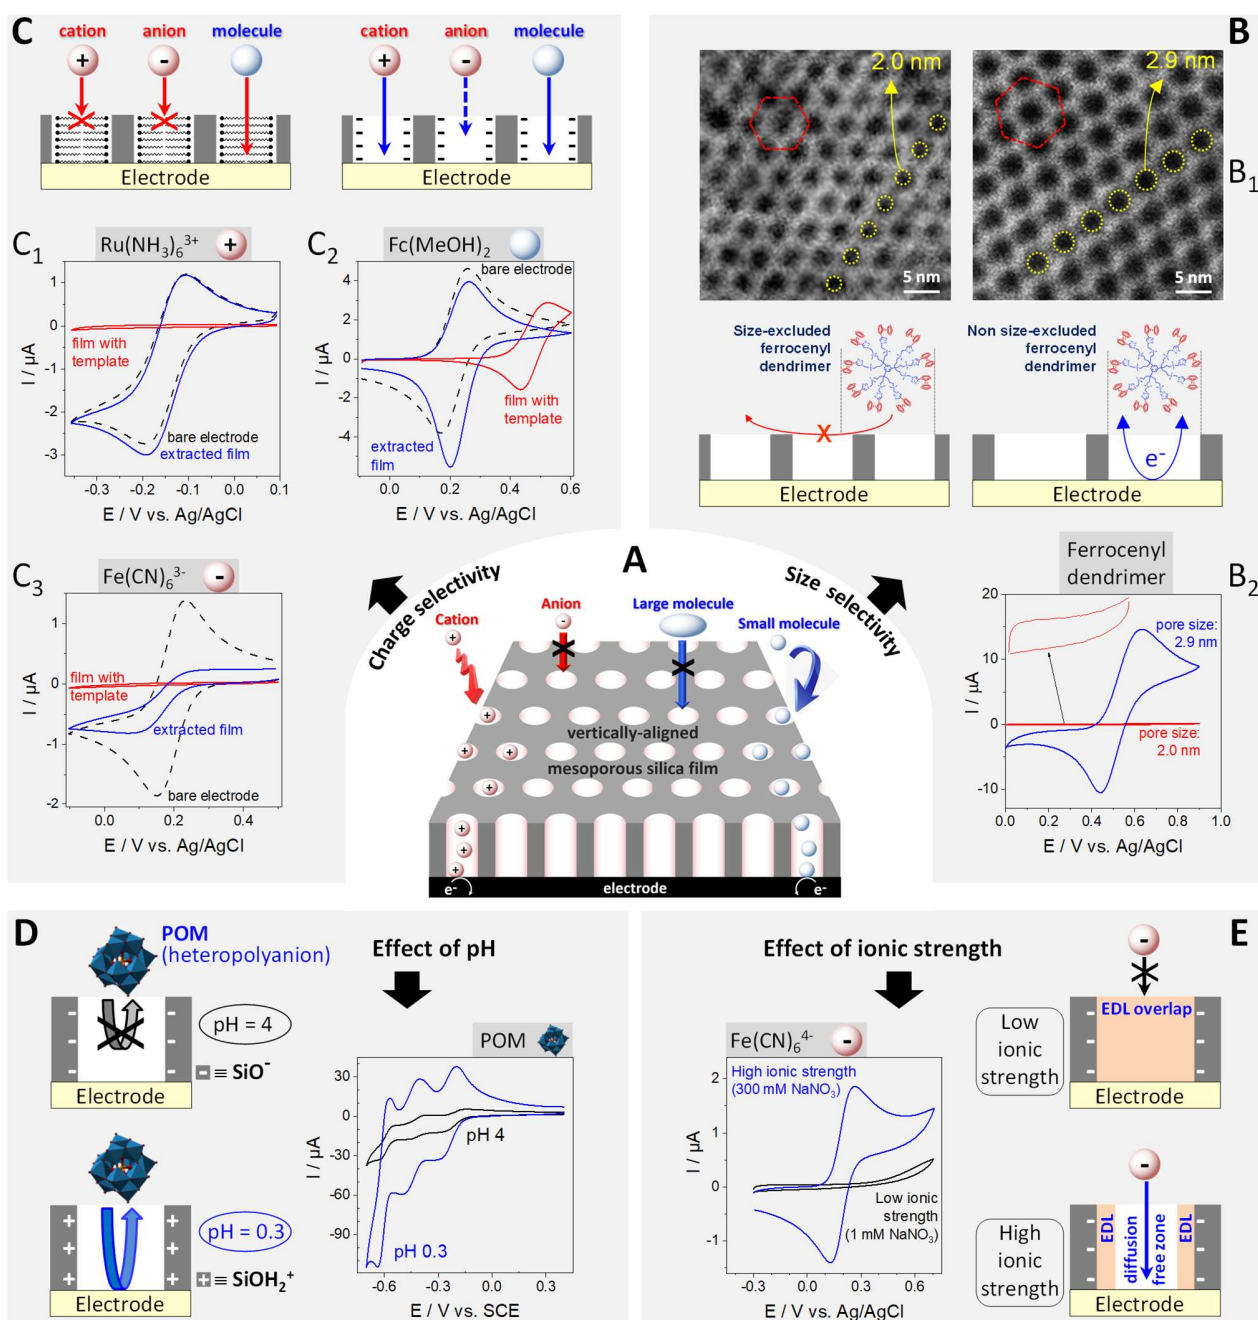 C
cation anion molecule
+ -
Electrode
cation anion molecule
+ -
Electrode
C1
Ru(NH3)6 3+ +
1
0
-1
-2
-3
I / µA
film with
template
bare electrode
extracted film
-0.3 -0.2 -0.1 0.0 0.1
E / V vs. Ag/AgCl
C2
Fc(MeOH)2
4
2
0
-2
-4
I / µA
bare electrode
film with
template
extracted
film
0.0 0.2 0.4 0.6
E / V vs. Ag/AgCl
C3
Fe(CN)6 3- -
1
0
-1
-2
I / µA
film with
template
extracted film
bare electrode
0.0 0.2 0.4
E / V vs. Ag/AgCl
B
2.0 nm
5 nm
2.9 nm
5 nm
B1
Size-excluded
ferrocenyl
dendrimer
X
Electrode
Non size-excluded
ferrocenyl
dendrimer
e-
Electrode
B2
Ferrocenyl
dendrimer
20
10
0
-10
I / µA
pore size:
2.9 nm
pore size:
2.0 nm
0.0 0.2 0.4 0.6 0.8 1.0
E / V vs. Ag/AgCl
A
Charge selectivity
Size selectivity
Cation
Anion
Large molecule
Small molecule
+ -
vertically-aligned
mesoporous silica film
+ + +
+
+
+
e- electrode e-
D
POM
(heteropolyanion)
pH = 4
- ≡ SiO-
Electrode
pH = 0.3
+ ≡ SiOH2+
Electrode
Effect of pH
POM
30
0
-30
-60
-90
I / µA
pH 4
pH 0.3
-0.6 -0.3 0.0 0.3
E / V vs. SCE
E
Effect of ionic strength
Fe(CN)6 4- -
2
1
0
-1
I / µA
High ionic strength
(300 mM NaNO3)
Low ionic
strength
(1 mM NaNO3)
-0.3 0.0 0.3 0.6
E / V vs. Ag/AgCl
-
Low
ionic
strength
EDL overlap
Electrode
-
High
ionic
strength
EDL
diffusion
free zone
EDL
Electrode